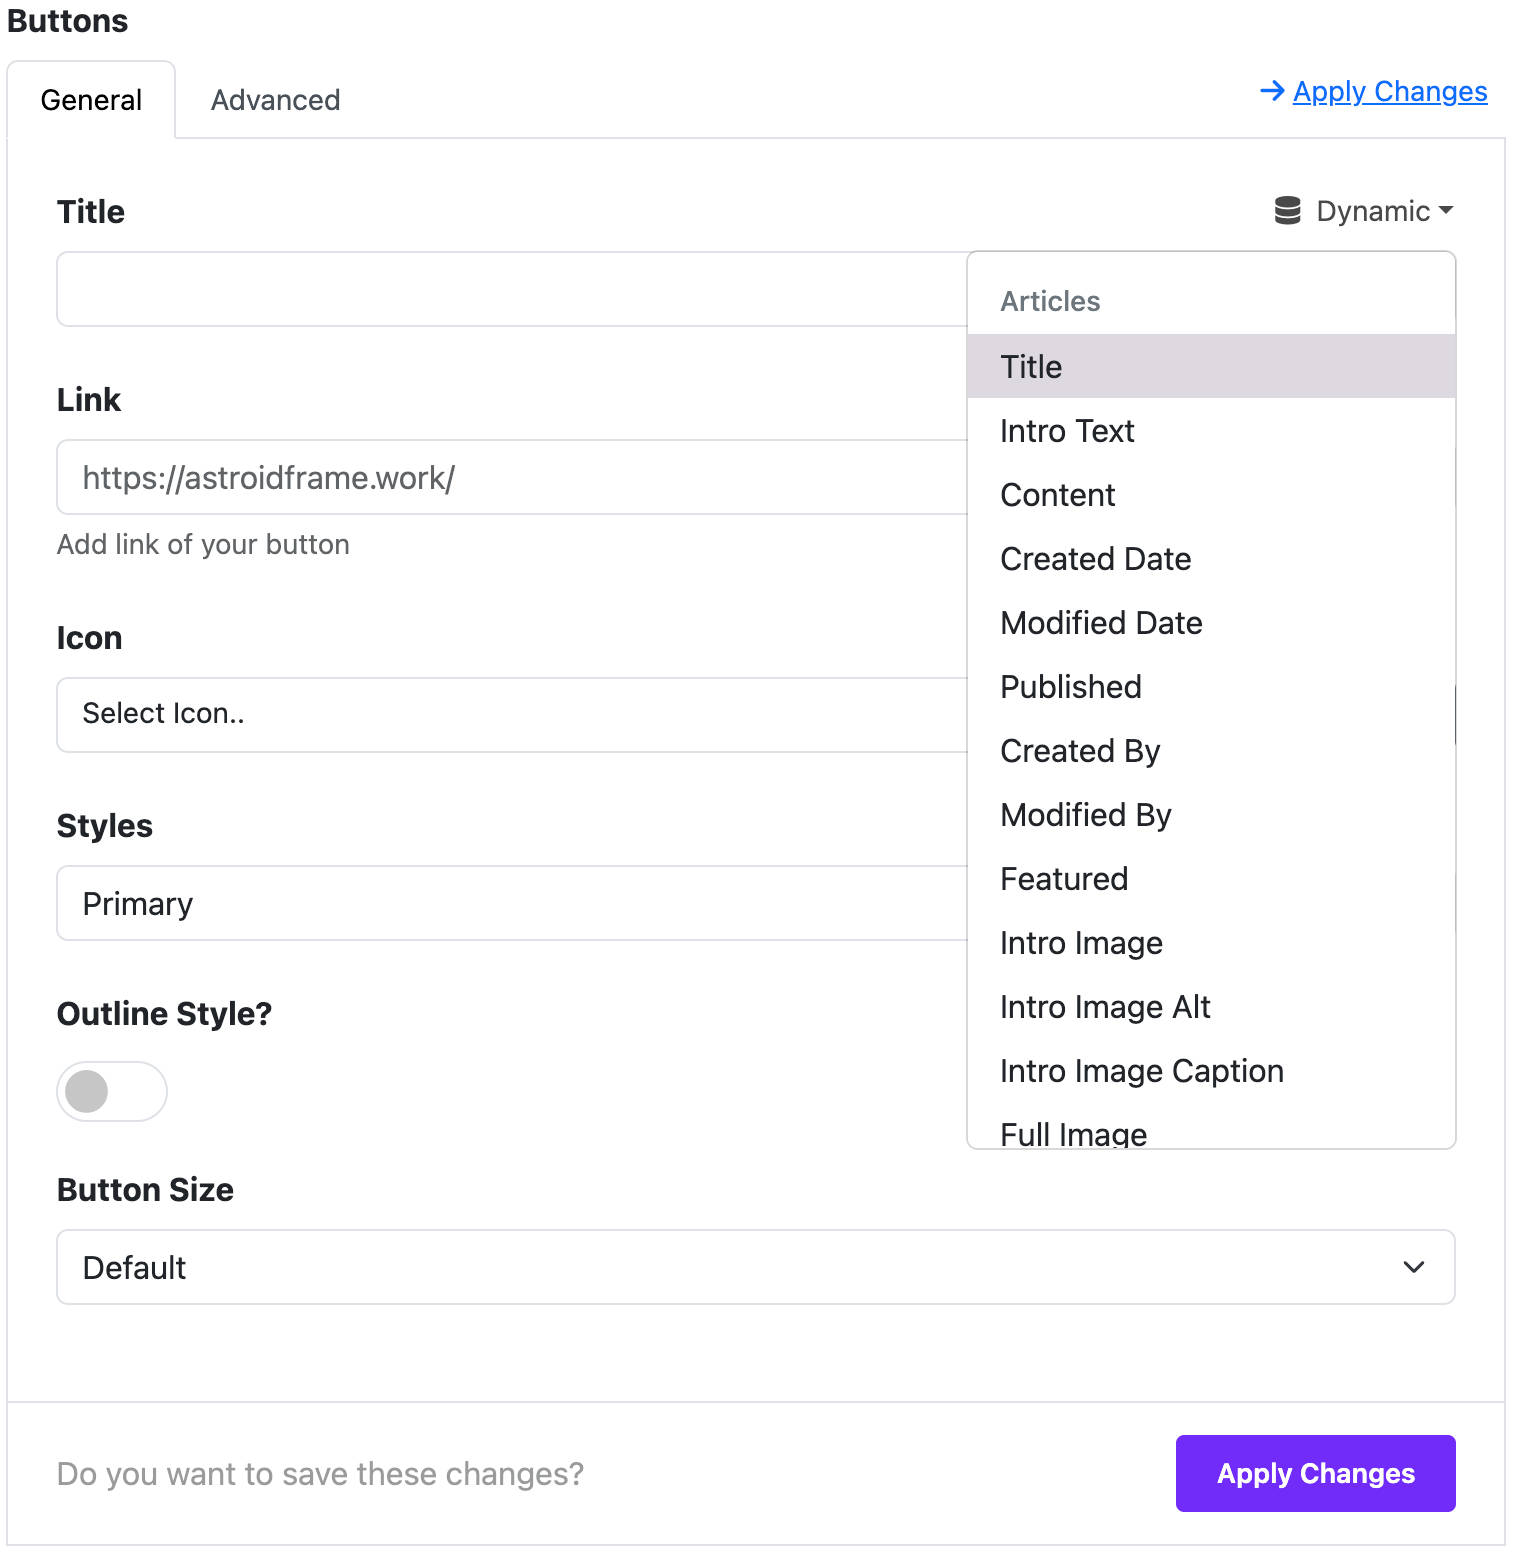 Buttons
General
Advanced
Apply Changes
Title
Dynamic
Articles
Title
Intro Text
Content
Created Date
Modified Date
Published
Created By
Modified By
Featured
Intro Image
Intro Image Alt
Intro Image Caption
Full Image
Link
https://astroidframe.work/
Add link of your button
Icon
Select Icon..
Styles
Primary
Outline Style?
Button Size
Default
Do you want to save these changes?
Apply Changes